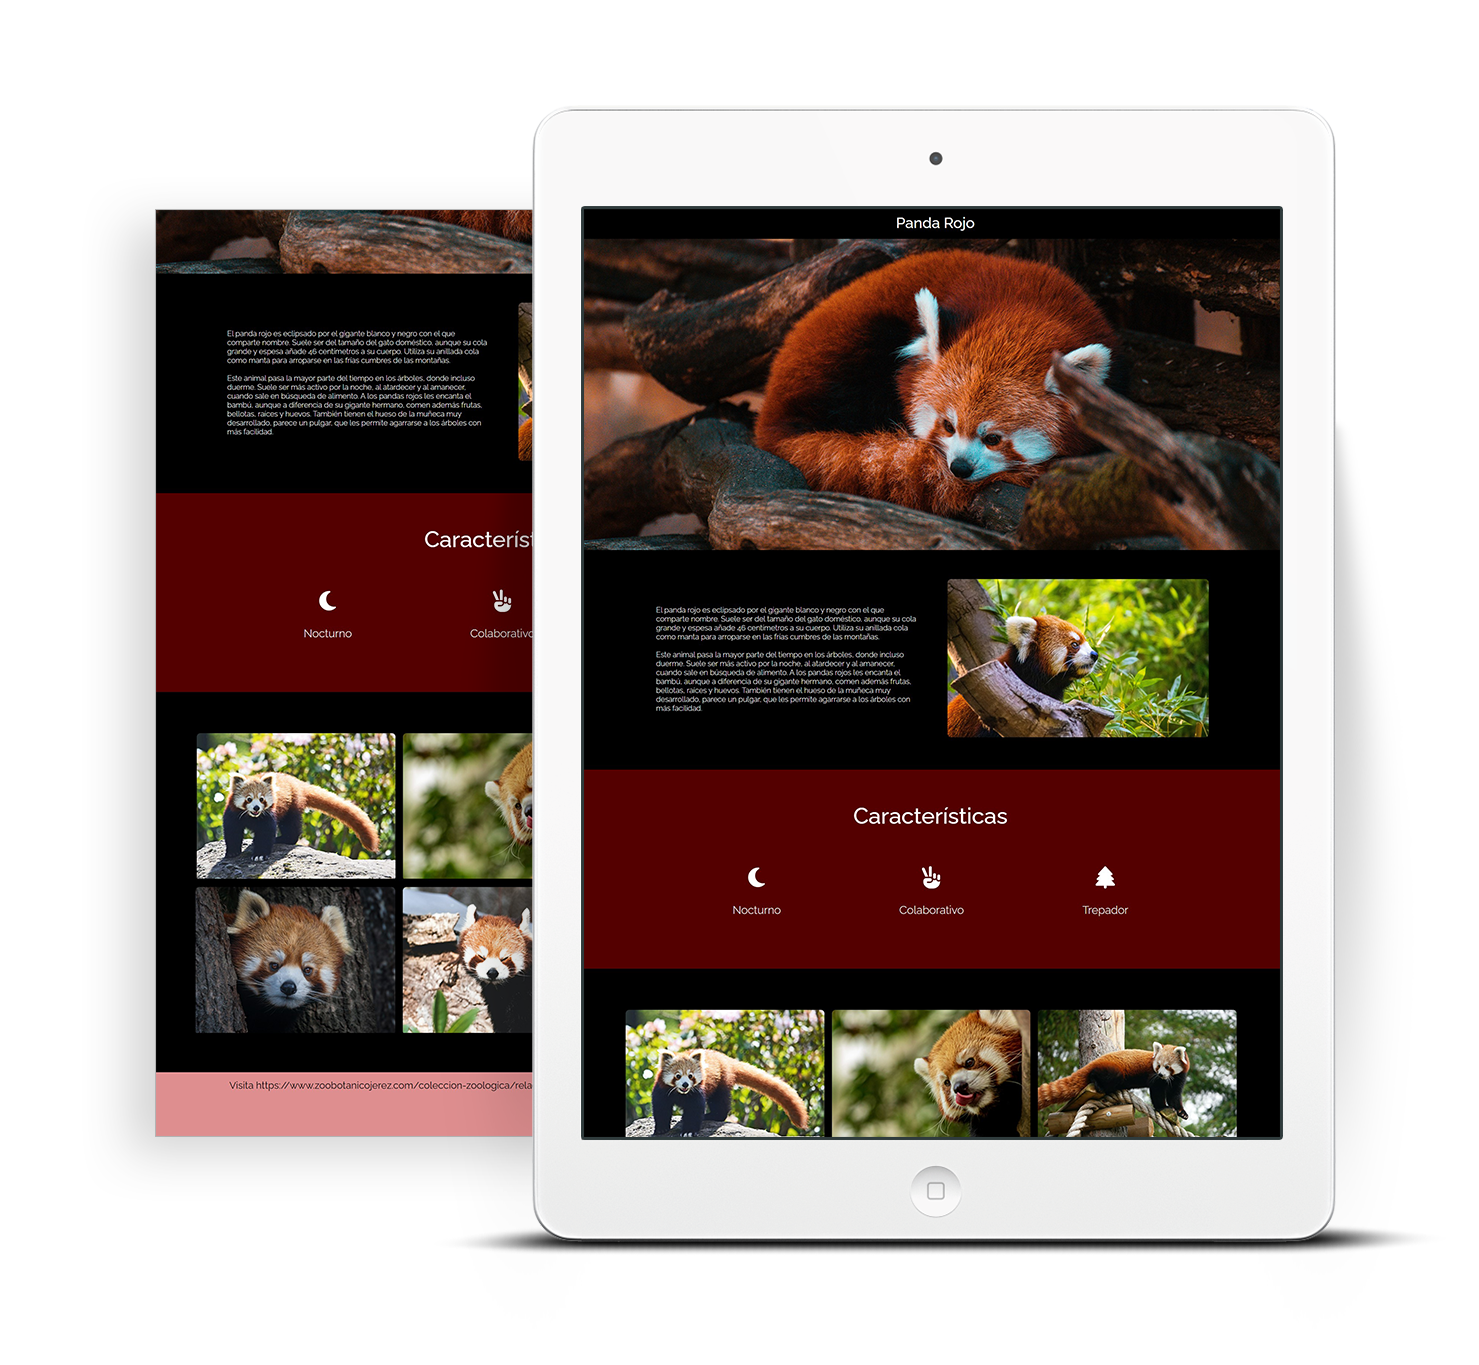 El panda rojo es eclipsado por el gigante blanco y negro con el que
comparte nombre. Suele ser del tamaño del gato doméstico, aunque su cola
grande y espesa añade 46 centímetros a su cuerpo. Utiliza su anillada cola
como manta para arroparse en las frías cumbres de las montañas.
Este animal pasa la mayor parte del tiempo en los árboles, donde incluso
duerme. Suele ser más activo por la noche, al atardecer y al amanecer,
cuando sale en búsqueda de alimento. A los pandas rojos les encanta el
bambú, aunque a diferencia de su gigante hermano, comen además frutas,
bellotas, raíces y huevos. También tienen el hueso de la muñeca muy
desarrollado, parece un pulgar, que les permite agarrarse a los árboles con
más facilidad.
Característ
Nocturno
Colaborativo
Visita https://www.zoobotanicojerez.com/coleccion-zoologica/rela
Panda Rojo
El panda rojo es eclipsado por el gigante blanco y negro con el que
comparte nombre. Suele ser del tamaño del gato doméstico, aunque su cola
grande y espesa añade 46 centímetros a su cuerpo. Utiliza su anillada cola
como manta para arroparse en las frías cumbres de las montañas.
Este animal pasa la mayor parte del tiempo en los árboles, donde incluso
duerme. Suele ser más activo por la noche, al atardecer y al amanecer,
cuando sale en búsqueda de alimento. A los pandas rojos les encanta el
bambú, aunque a diferencia de su gigante hermano, comen además frutas,
bellotas, raíces y huevos. También tienen el hueso de la muñeca muy
desarrollado, parece un pulgar, que les permite agarrarse a los árboles con
más facilidad.
Características
Nocturno
Colaborativo
Trepador